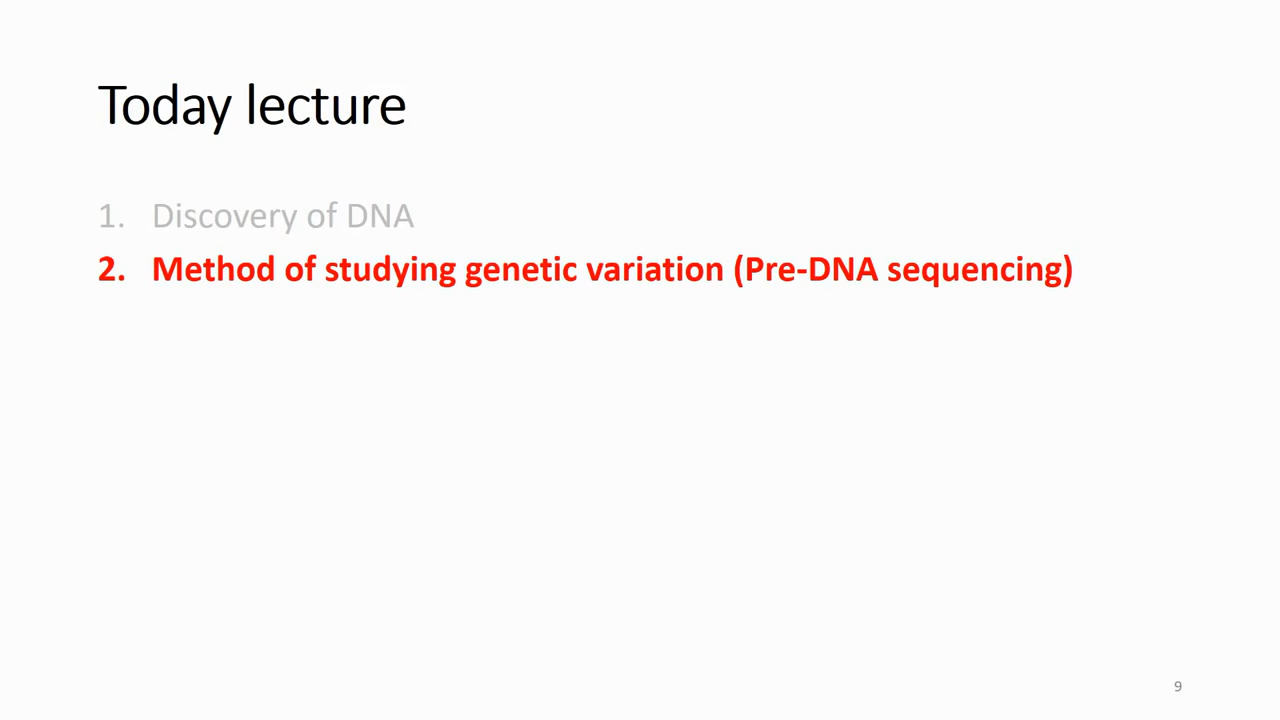 Today lecture
1. Discovery of DNA
2. Method of studying genetic variation (Pre-DNA sequencing)
9